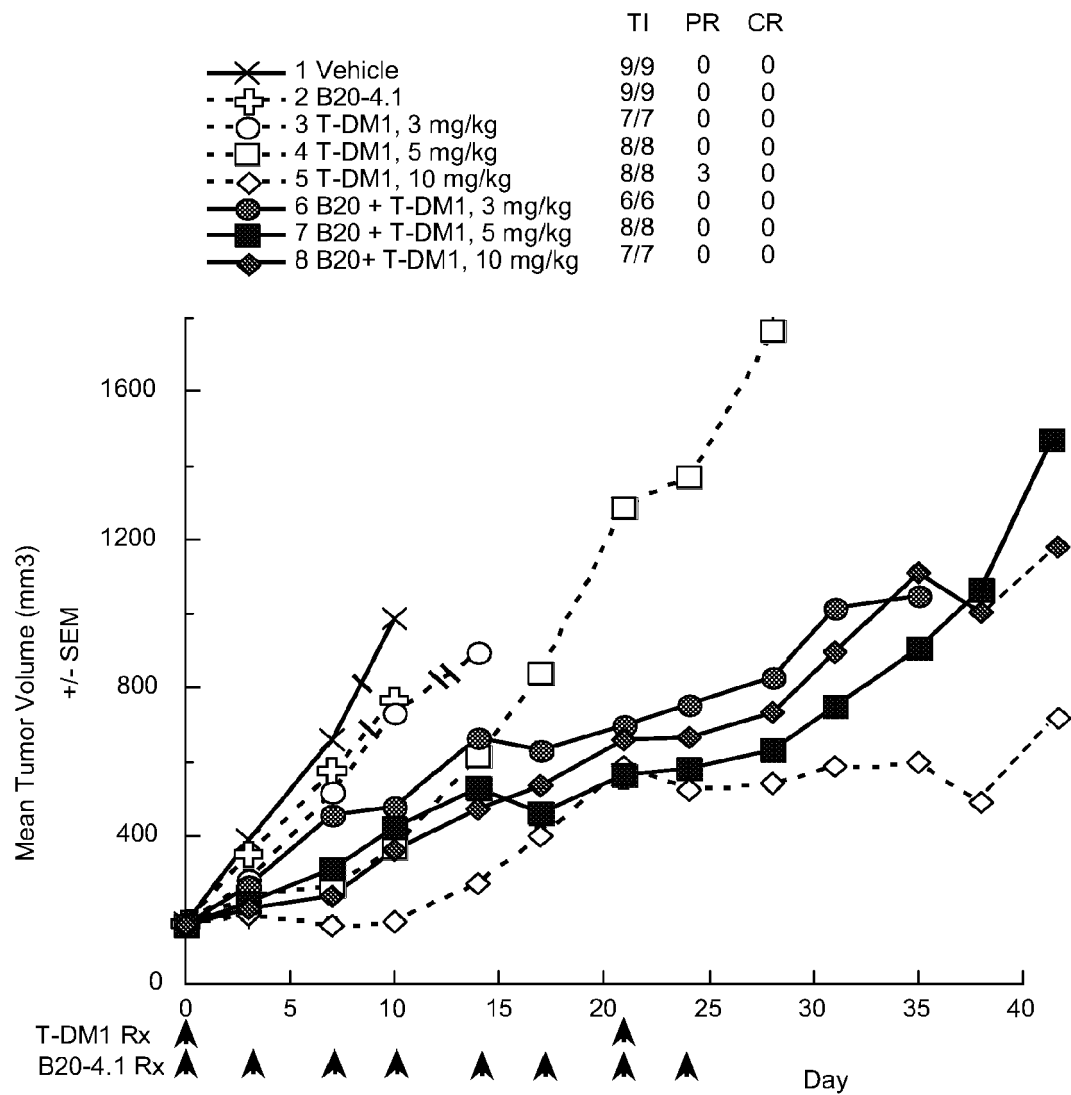 TI PR CR
1 Vehicle 9/9 0 0
2 B20-4.1 9/9 0 0
3 T-DM1, 3 mg/kg 7/7 0 0
4 T-DM1, 5 mg/kg 8/8 0 0
5 T-DM1, 10 mg/kg 8/8 3 0
6 B20 + T-DM1, 3 mg/kg 6/6 0 0
7 B20 + T-DM1, 5 mg/kg 8/8 0 0
8 B20+ T-DM1, 10 mg/kg 7/7 0 0
Mean Tumor Volume (mm3)
+/- SEM
1600
1200
800
400
0
0 5 10 15 20 25 30 35 40
T-DM1 Rx
B20-4.1 Rx
Day